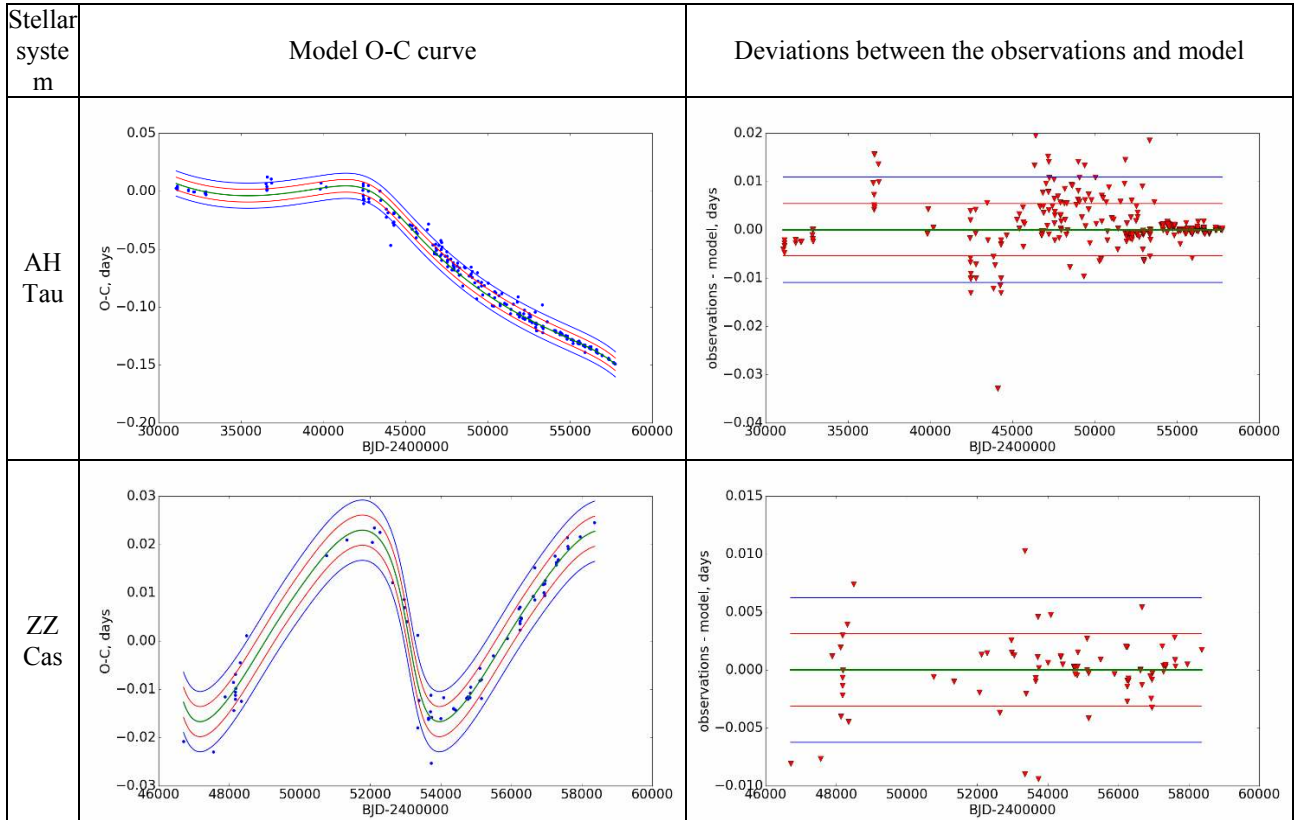 Stellar
syste
m
Model O-C curve
Deviations between the observations and model
AH
Tau
0.05
0.00
−0.05
−0.10
−0.15
−0.20
O-C, days
30000 35000 40000 45000 50000 55000 60000
BJD-2400000
0.02
0.01
0.00
−0.01
−0.02
−0.03
−0.04
observations - model, days
30000 35000 40000 45000 50000 55000 60000
BJD-2400000
ZZ
Cas
0.03
0.02
0.01
0.00
−0.01
−0.02
−0.03
O-C, days
46000 48000 50000 52000 54000 56000 58000 60000
BJD-2400000
0.015
0.010
0.005
0.000
−0.005
−0.010
observations - model, days
46000 48000 50000 52000 54000 56000 58000 60000
BJD-2400000